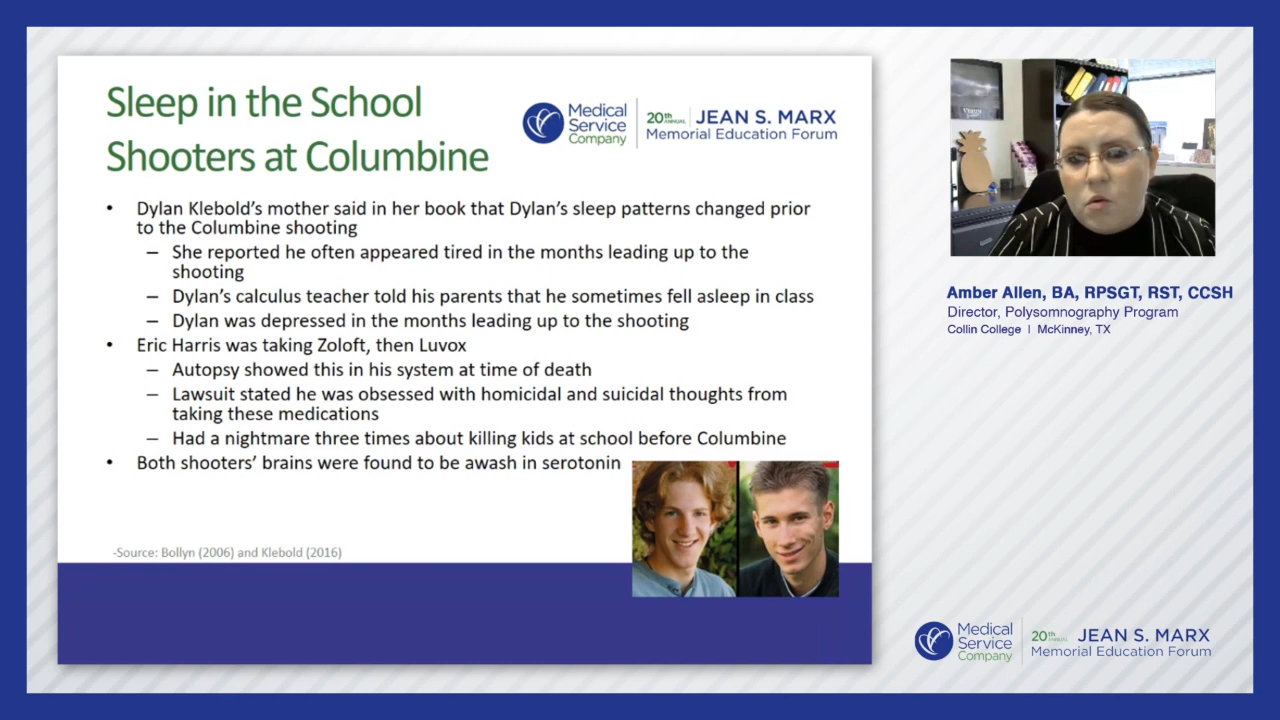 Sleep in the School
Shooters at Columbine
Medical
Service
Company
20th ANNUAL JEAN S. MARX
Memorial Education Forum
• Dylan Klebold's mother said in her book that Dylan's sleep patterns changed prior
to the Columbine shooting
– She reported he often appeared tired in the months leading up to the
shooting
– Dylan's calculus teacher told his parents that he sometimes fell asleep in class
– Dylan was depressed in the months leading up to the shooting
• Eric Harris was taking Zoloft, then Luvox
– Autopsy showed this in his system at time of death
– Lawsuit stated he was obsessed with homicidal and suicidal thoughts from
taking these medications
– Had a nightmare three times about killing kids at school before Columbine
• Both shooters' brains were found to be awash in serotonin
-Source: Bollyn (2006) and Klebold (2016)
Amber Allen, BA, RPSGT, RST, CCSH
Director, Polysomnography Program
Collin College | McKinney, TX
Medical
Service
Company
20th ANNUAL JEAN S. MARX
Memorial Education Forum